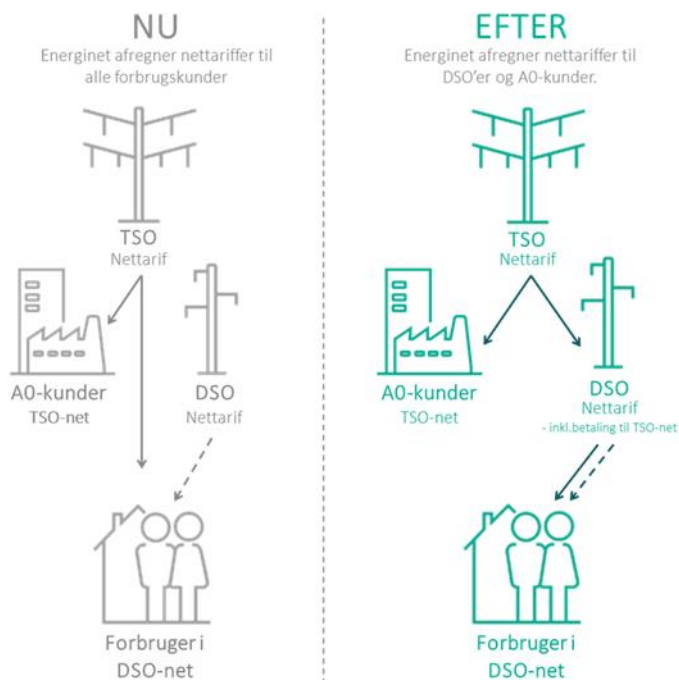 NU
Energinet afregner nettariffer til
alle forbrugskunder
TSO
Nettarif
A0-kunder
TSO-net
DSO
Nettarif
Forbruger i
DSO-net
EFTER
Energinet afregner nettariffer til
DSO'er og A0-kunder.
TSO
Nettarif
A0-kunder
TSO-net
DSO
Nettarif
- inkl.betaling til TSO-net
Forbruger i
DSO-net